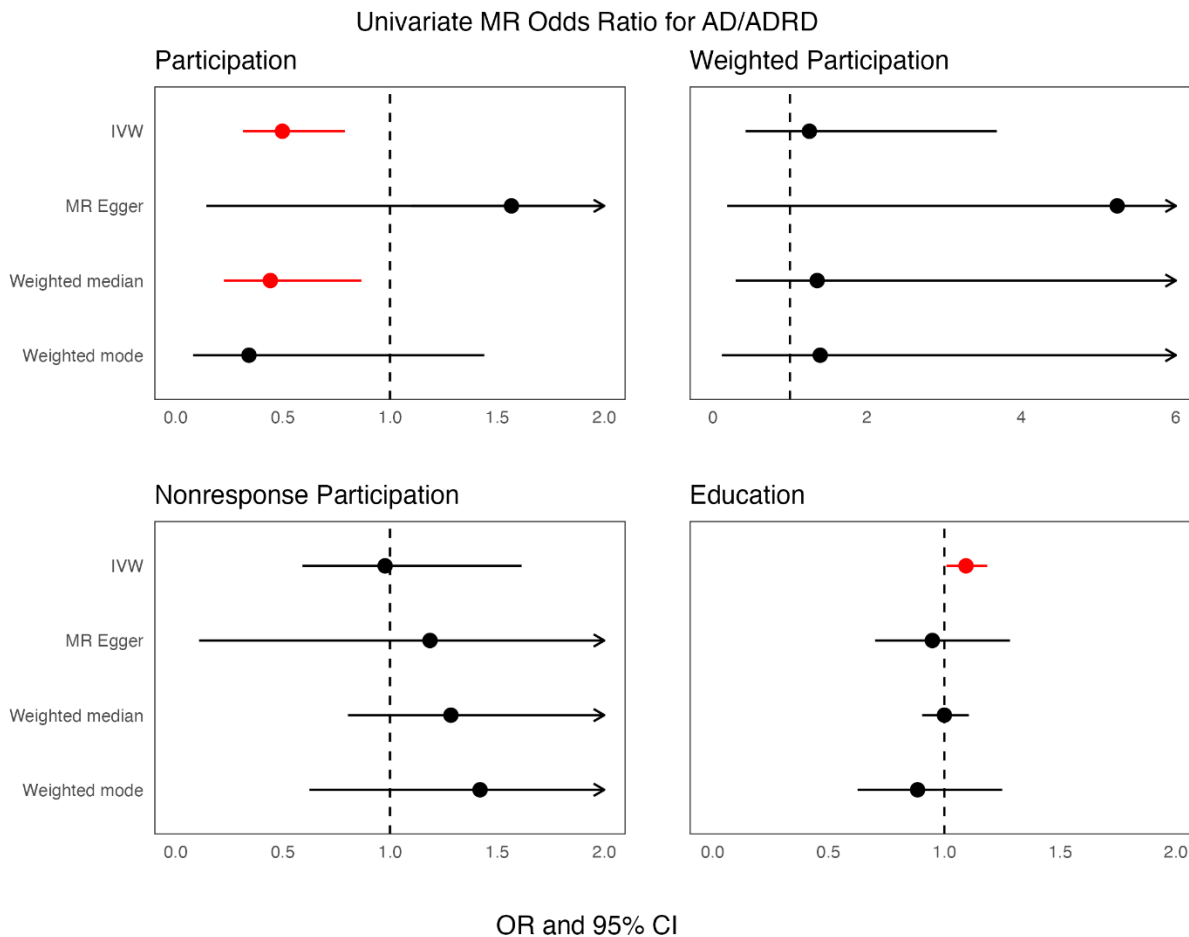 Univariate MR Odds Ratio for AD/ADRD
Participation
IVW
MR Egger
Weighted median
Weighted mode
0.0 0.5 1.0 1.5 2.0
Weighted Participation
0 2 4 6
Nonresponse Participation
IVW
MR Egger
Weighted median
Weighted mode
0.0 0.5 1.0 1.5 2.0
Education
0.0 0.5 1.0 1.5 2.0
OR and 95% CI